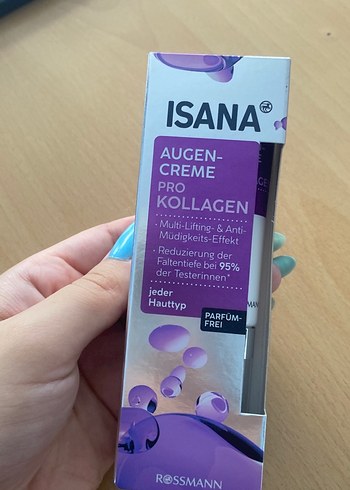 ISANA
AUGEN-
CREME
PRO
KOLLAGEN
· Multi-Lifting- & Anti-
Müdigkeits-Effekt
· Reduzierung der
Faltentiefe bei 95%
der Testerinnen*
jeder
Hauttyp
PARFÜM-
FREI
ROSSMANN